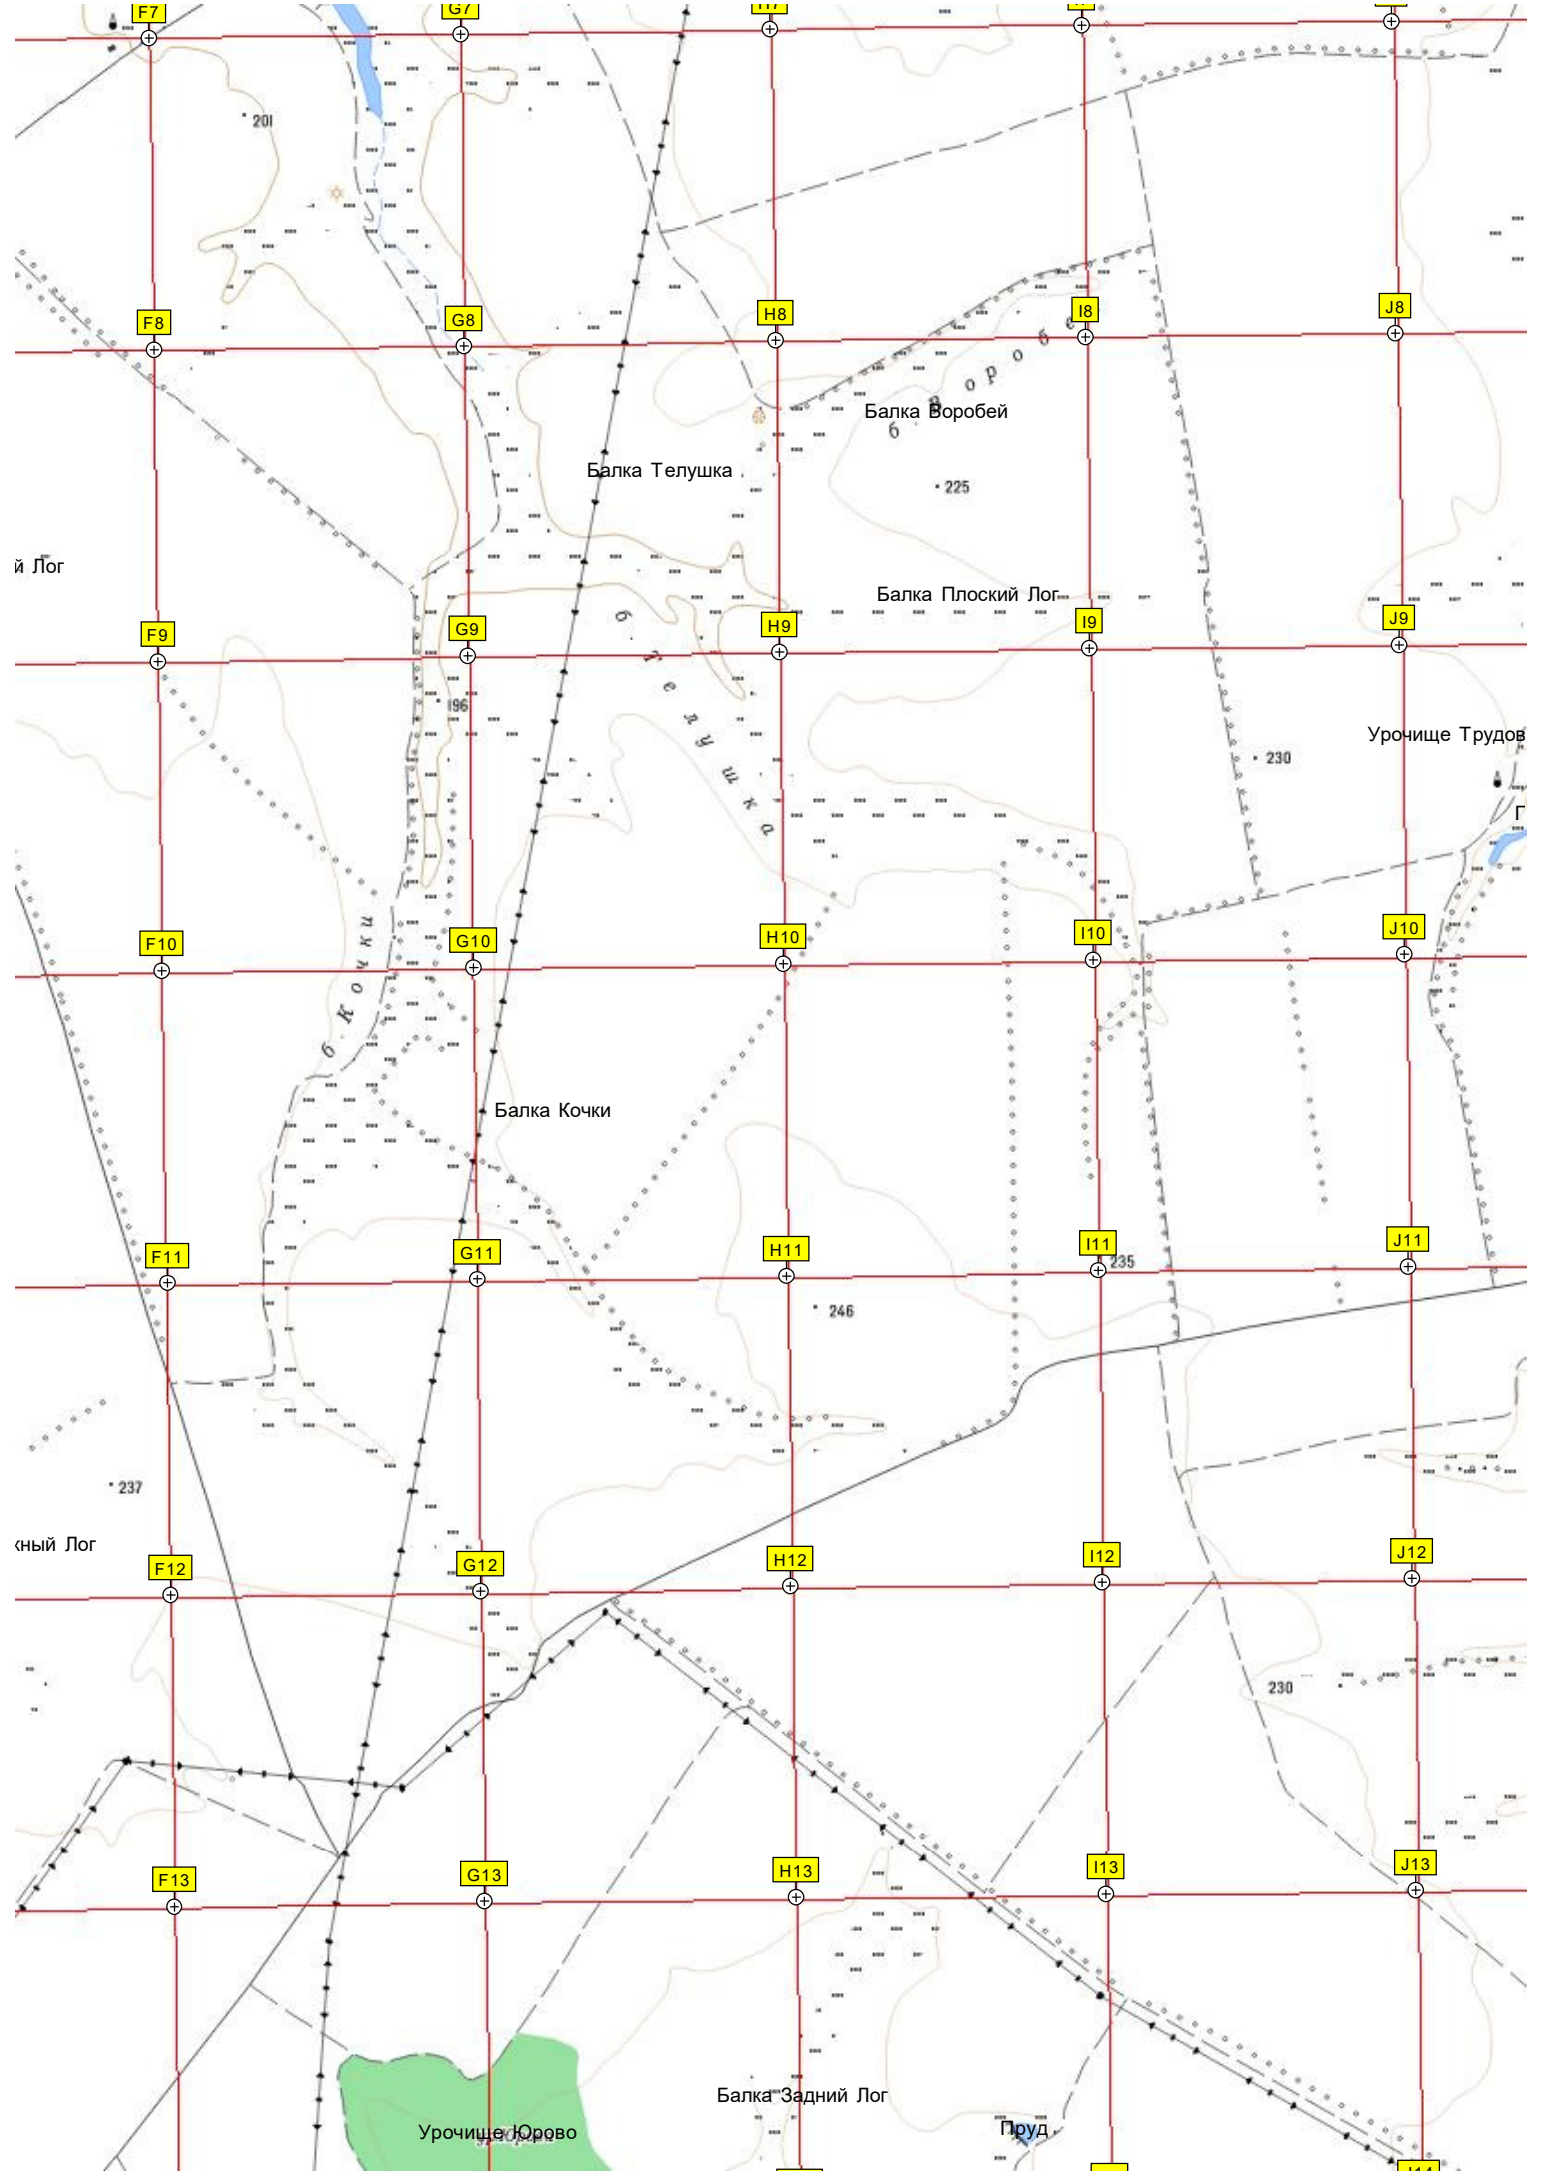 F7
G7
201
F8
G8
H8
I8
J8
б. Воробе
Балка Воробей
Балка Телушка
225
й Лог
Балка Плоский Лог
F9
G9
H9
I9
J9
б. Телушка
196
Урочище Трудов
230
П
F10
G10
H10
I10
J10
б. Кочки
Балка Кочки
F11
G11
H11
I11
J11
235
246
237
жный Лог
F12
G12
H12
I12
J12
230
F13
G13
H13
I13
J13
Балка Задний Лог
Урочище Юрово
Пруд